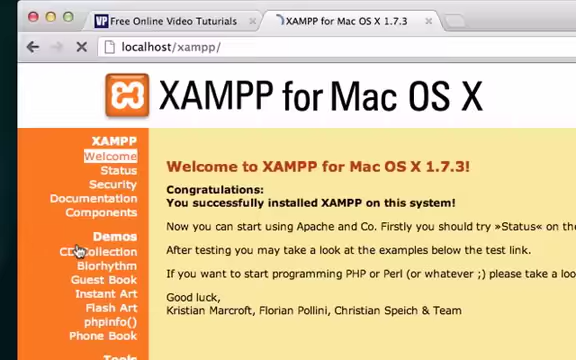 VP Free Online Video Tutorials
XAMPP for Mac OS X 1.7.3
localhost/xampp/
XAMPP for Mac OS X
XAMPP
Welcome
Status
Security
Documentation
Components
Demos
CD Collection
Biorhythm
Guest Book
Instant Art
Flash Art
phpinfo()
Phone Book
Tools
Welcome to XAMPP for Mac OS X 1.7.3!
Congratulations:
You successfully installed XAMPP on this system!
Now you can start using Apache and Co. Firstly you should try »Status« on the
After testing you may take a look at the examples below the test link.
If you want to start programming PHP or Perl (or whatever ;) please take a loo
Good luck,
Kristian Marcroft, Florian Pollini, Christian Speich & Team